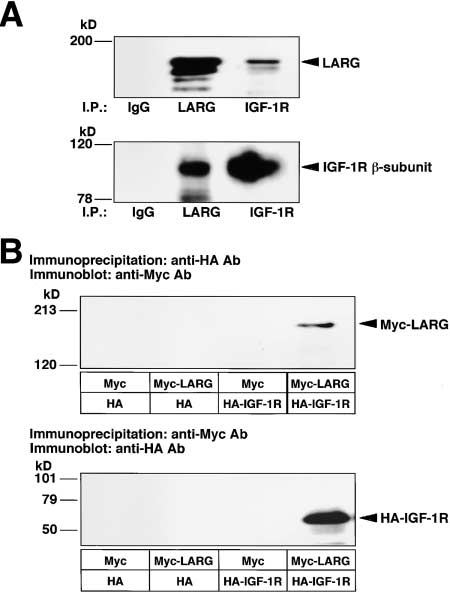 A
kD
200
LARG
I.P.: IgG LARG IGF-1R
kD
120
IGF-1R β-subunit
78
I.P.: IgG LARG IGF-1R
B
Immunoprecipitation: anti-HA Ab
Immunoblot: anti-Myc Ab
kD
213
Myc-LARG
120
Myc Myc-LARG Myc Myc-LARG
HA HA HA-IGF-1R HA-IGF-1R
Immunoprecipitation: anti-Myc Ab
Immunoblot: anti-HA Ab
kD
101
79
HA-IGF-1R
50
Myc Myc-LARG Myc Myc-LARG
HA HA HA-IGF-1R HA-IGF-1R